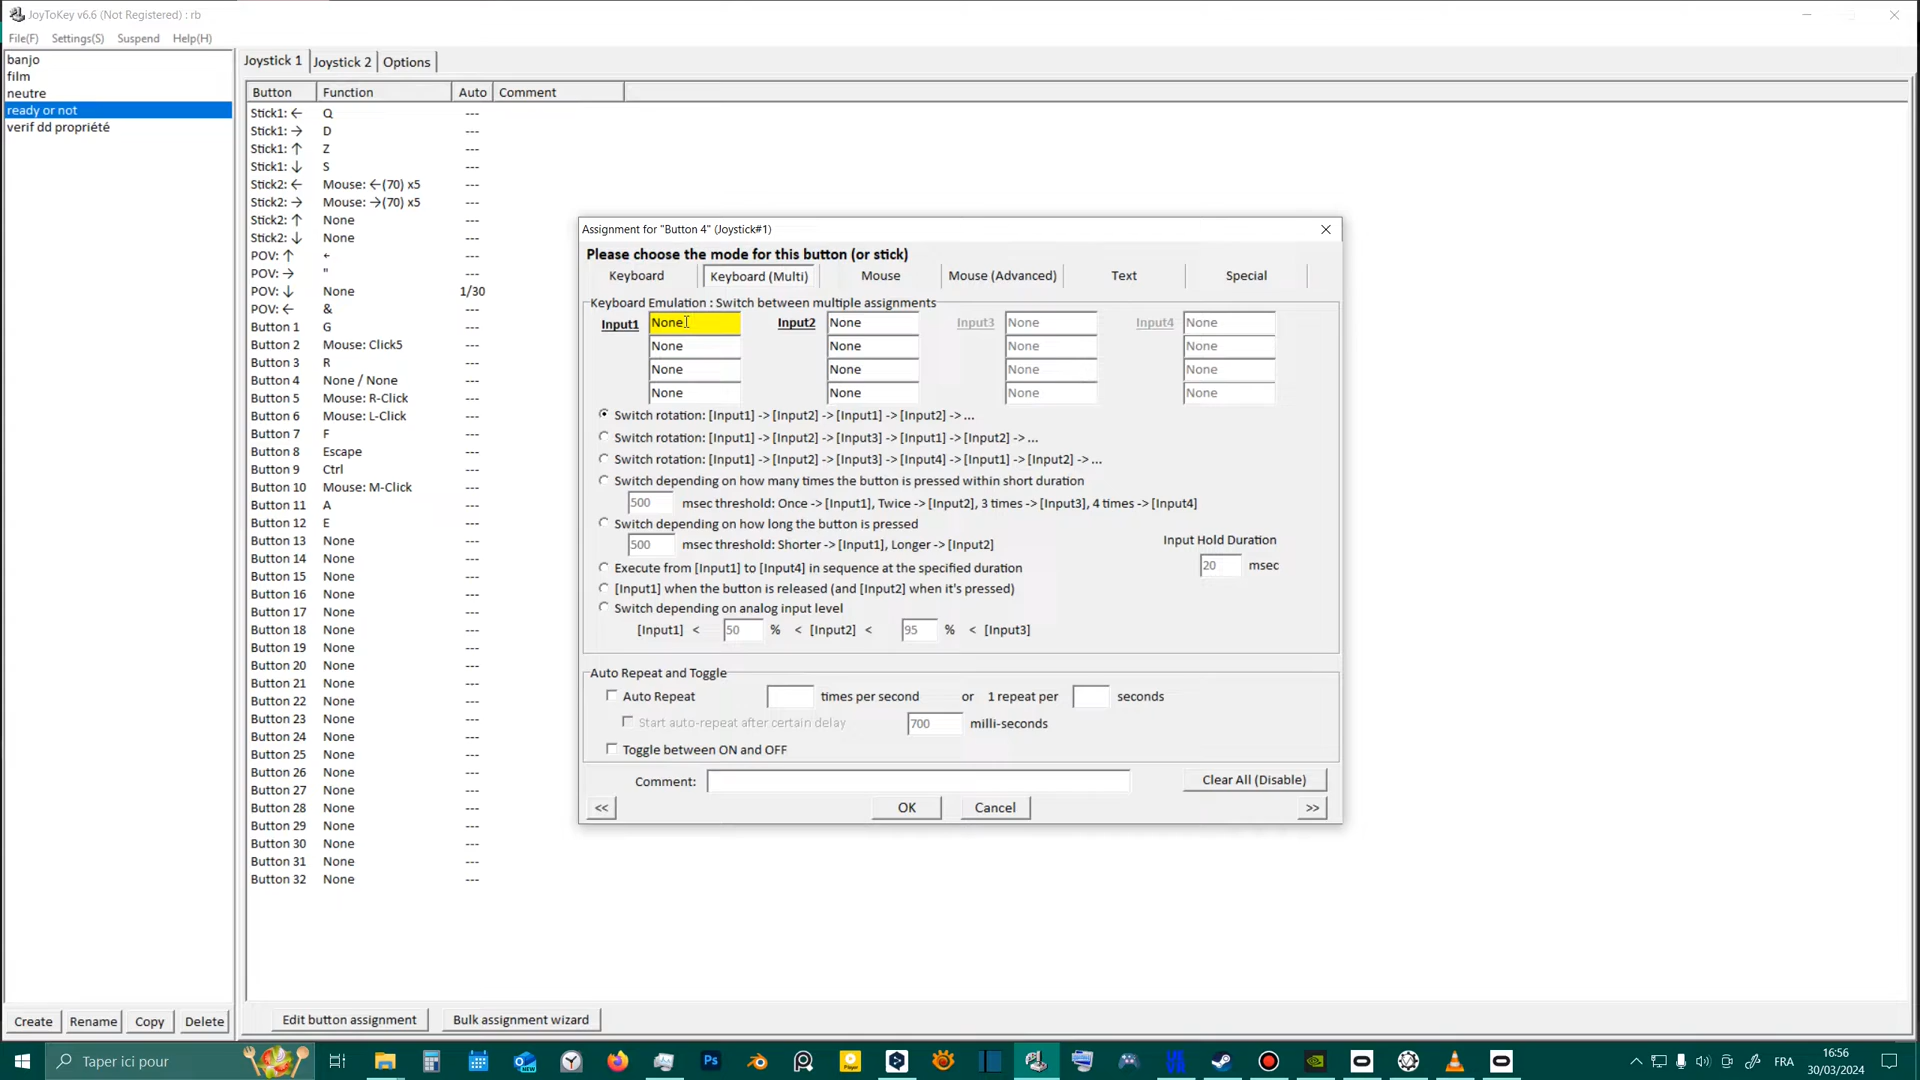 JoyToKey v6.6 (Not Registered) : rb
File(F) Settings(S) Suspend Help(H)
banjo
film
neutre
ready or not
verif dd propriété
Joystick 1 Joystick 2 Options
Button Function Auto Comment
Stick1: ← Q ---
Stick1: → D ---
Stick1: ↑ Z ---
Stick1: ↓ S ---
Stick2: ← Mouse: ←(70) x5 ---
Stick2: → Mouse: →(70) x5 ---
Stick2: ↑ None ---
Stick2: ↓ None ---
POV: ↑ ← ---
POV: → " ---
POV: ↓ None 1/30
POV: ← & ---
Button 1 G ---
Button 2 Mouse: Click5 ---
Button 3 R ---
Button 4 None / None ---
Button 5 Mouse: R-Click ---
Button 6 Mouse: L-Click ---
Button 7 F ---
Button 8 Escape ---
Button 9 Ctrl ---
Button 10 Mouse: M-Click ---
Button 11 A ---
Button 12 E ---
Button 13 None ---
Button 14 None ---
Button 15 None ---
Button 16 None ---
Button 17 None ---
Button 18 None ---
Button 19 None ---
Button 20 None ---
Button 21 None ---
Button 22 None ---
Button 23 None ---
Button 24 None ---
Button 25 None ---
Button 26 None ---
Button 27 None ---
Button 28 None ---
Button 29 None ---
Button 30 None ---
Button 31 None ---
Button 32 None ---
Assignment for "Button 4" (Joystick#1)
Please choose the mode for this button (or stick)
Keyboard Keyboard (Multi) Mouse Mouse (Advanced) Text Special
Keyboard Emulation : Switch between multiple assignments
Input1 None Input2 None Input3 None Input4 None
None None None None
None None None None
None None None None
Switch rotation: [Input1] -> [Input2] -> [Input1] -> [Input2] -> ...
Switch rotation: [Input1] -> [Input2] -> [Input3] -> [Input1] -> [Input2] -> ...
Switch rotation: [Input1] -> [Input2] -> [Input3] -> [Input4] -> [Input1] -> [Input2] -> ...
Switch depending on how many times the button is pressed within short duration
500 msec threshold: Once -> [Input1], Twice -> [Input2], 3 times -> [Input3], 4 times -> [Input4]
Switch depending on how long the button is pressed
500 msec threshold: Shorter -> [Input1], Longer -> [Input2]
Input Hold Duration
20 msec
Execute from [Input1] to [Input4] in sequence at the specified duration
[Input1] when the button is released (and [Input2] when it's pressed)
Switch depending on analog input level
[Input1] < 50 % < [Input2] < 95 % < [Input3]
Auto Repeat and Toggle
Auto Repeat times per second or 1 repeat per seconds
Start auto-repeat after certain delay 700 milli-seconds
Toggle between ON and OFF
Comment: Clear All (Disable)
<< OK Cancel >>
Create Rename Copy Delete Edit button assignment Bulk assignment wizard
Taper ici pour
NEW
Ps
Player
FRA
16:56
30/03/2024